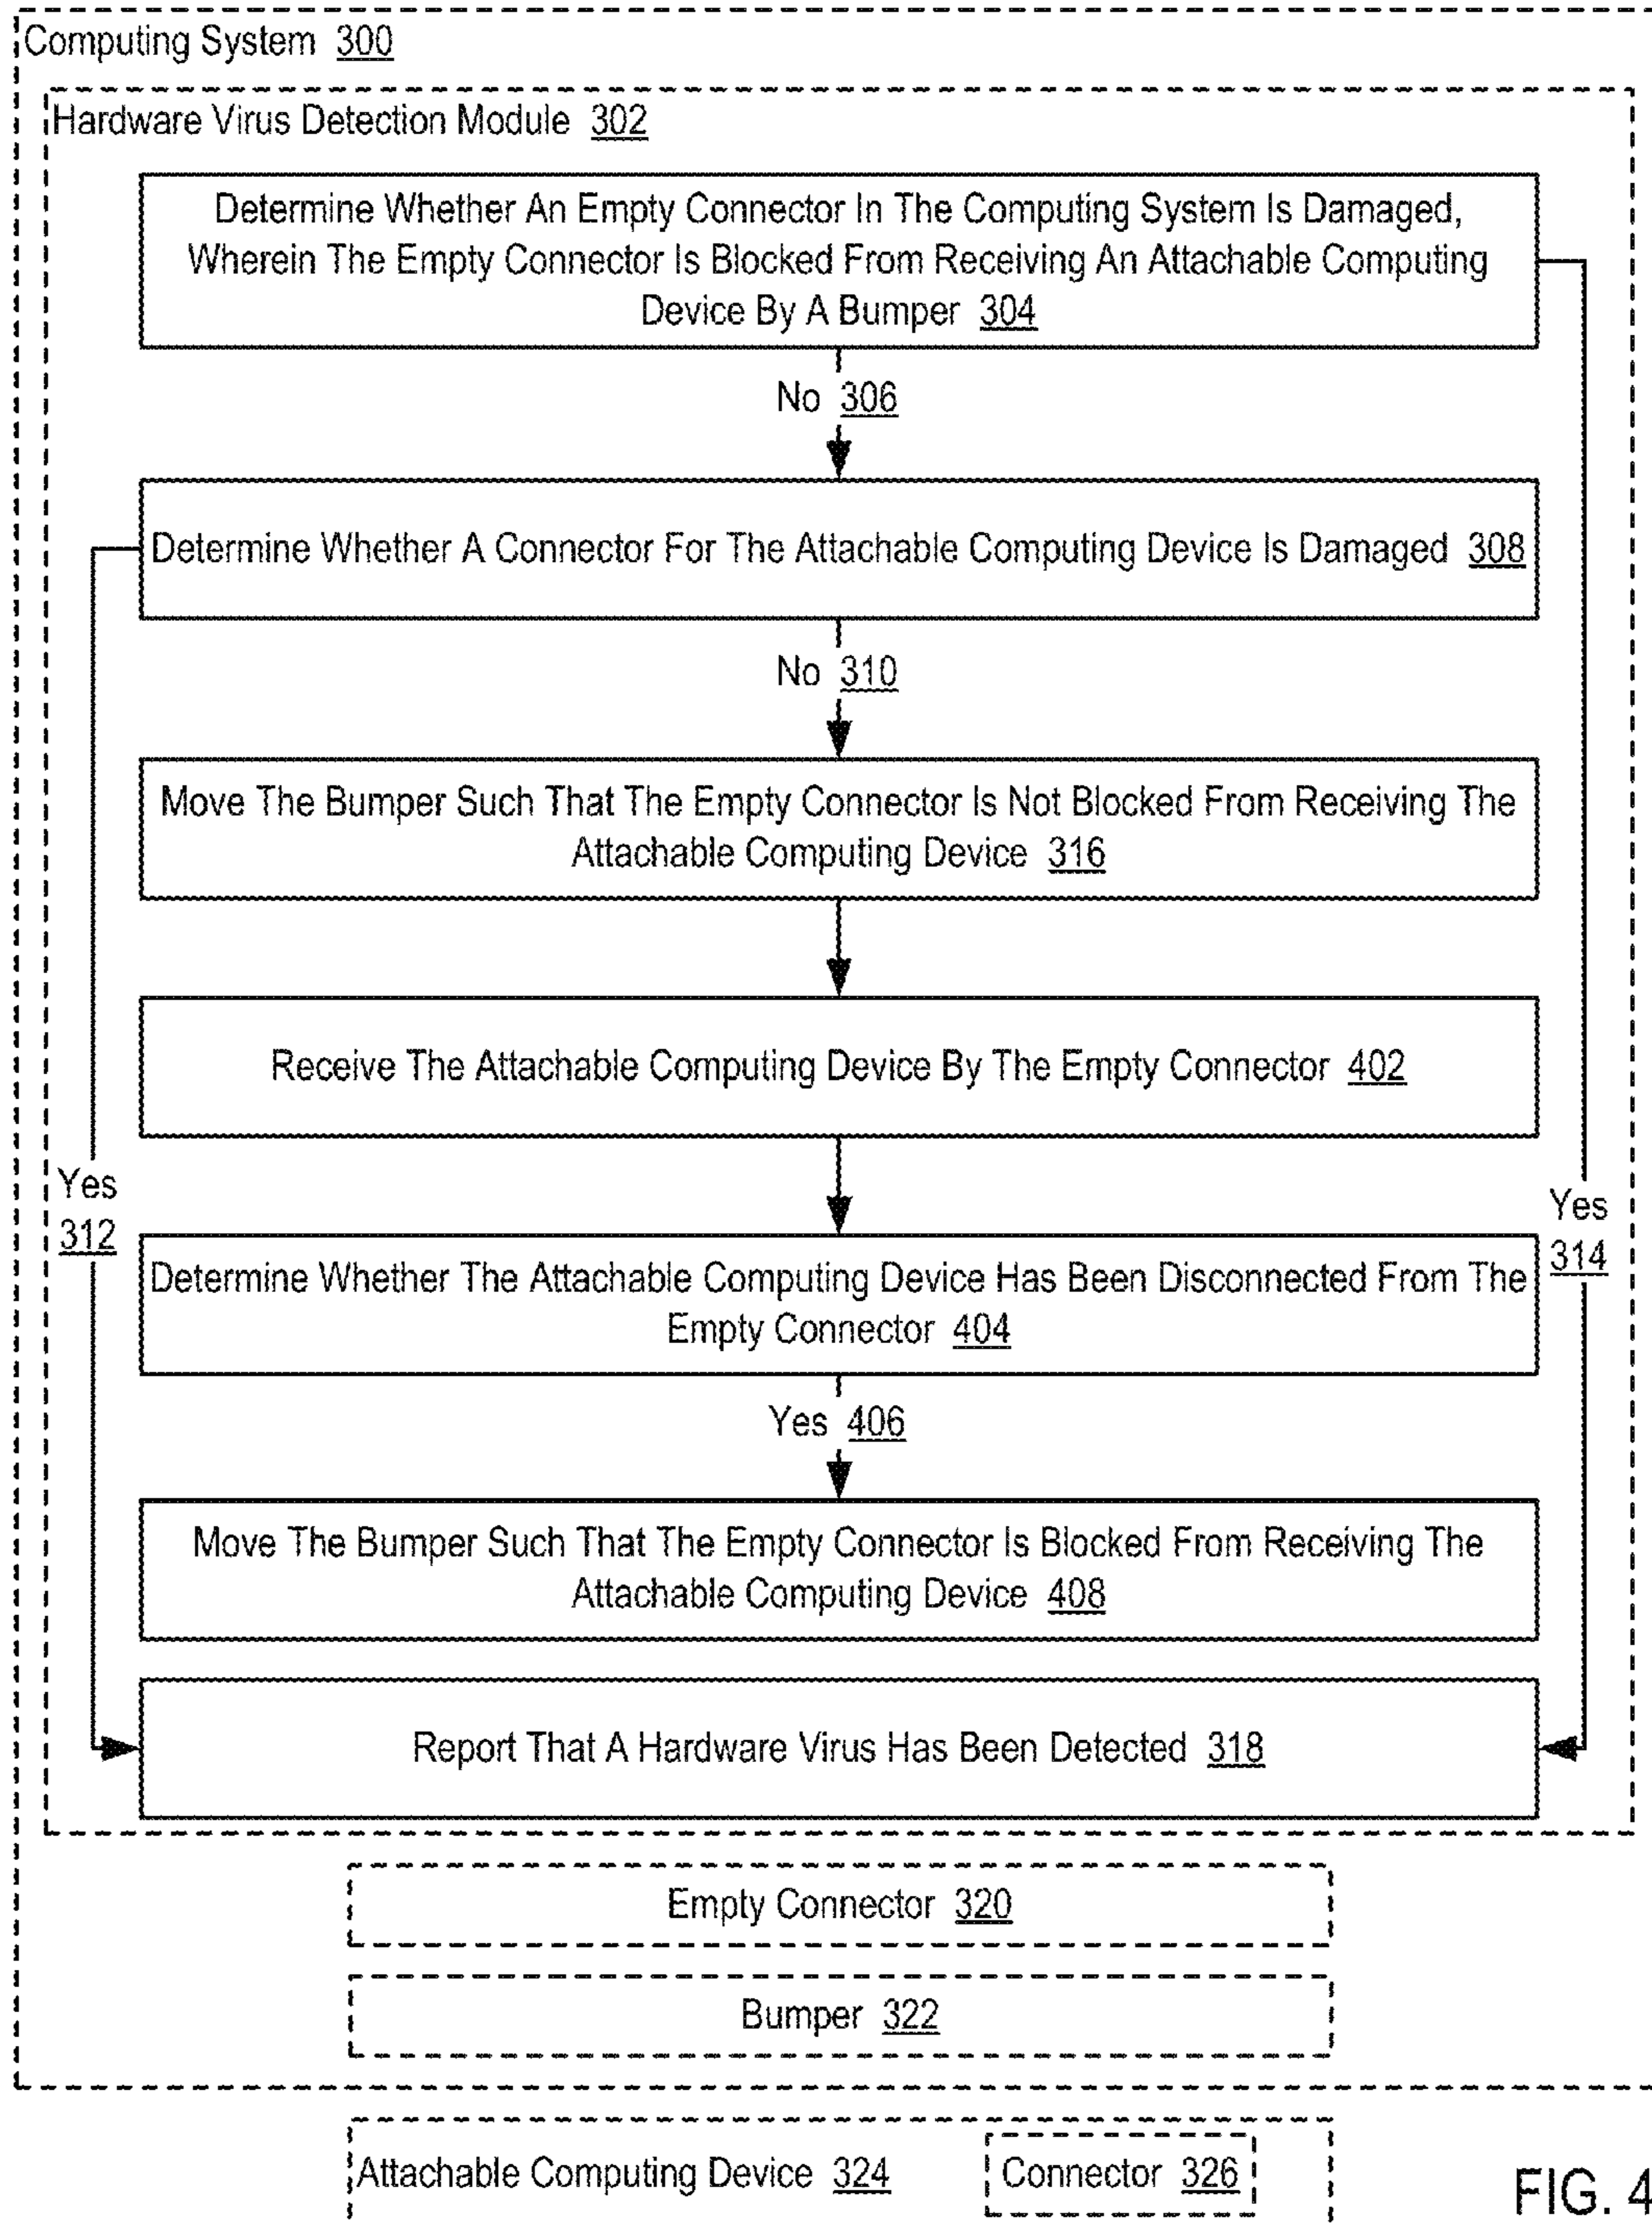 Computing System 300
Hardware Virus Detection Module 302
Determine Whether An Empty Connector In The Computing System Is Damaged,
Wherein The Empty Connector Is Blocked From Receiving An Attachable Computing
Device By A Bumper 304
No 306
Determine Whether A Connector For The Attachable Computing Device Is Damaged 308
No 310
Move The Bumper Such That The Empty Connector Is Not Blocked From Receiving The
Attachable Computing Device 316
Receive The Attachable Computing Device By The Empty Connector 402
Yes
312
Yes
314
Determine Whether The Attachable Computing Device Has Been Disconnected From The
Empty Connector 404
Yes 406
Move The Bumper Such That The Empty Connector Is Blocked From Receiving The
Attachable Computing Device 408
Report That A Hardware Virus Has Been Detected 318
Empty Connector 320
Bumper 322
Attachable Computing Device 324
Connector 326
FIG. 4